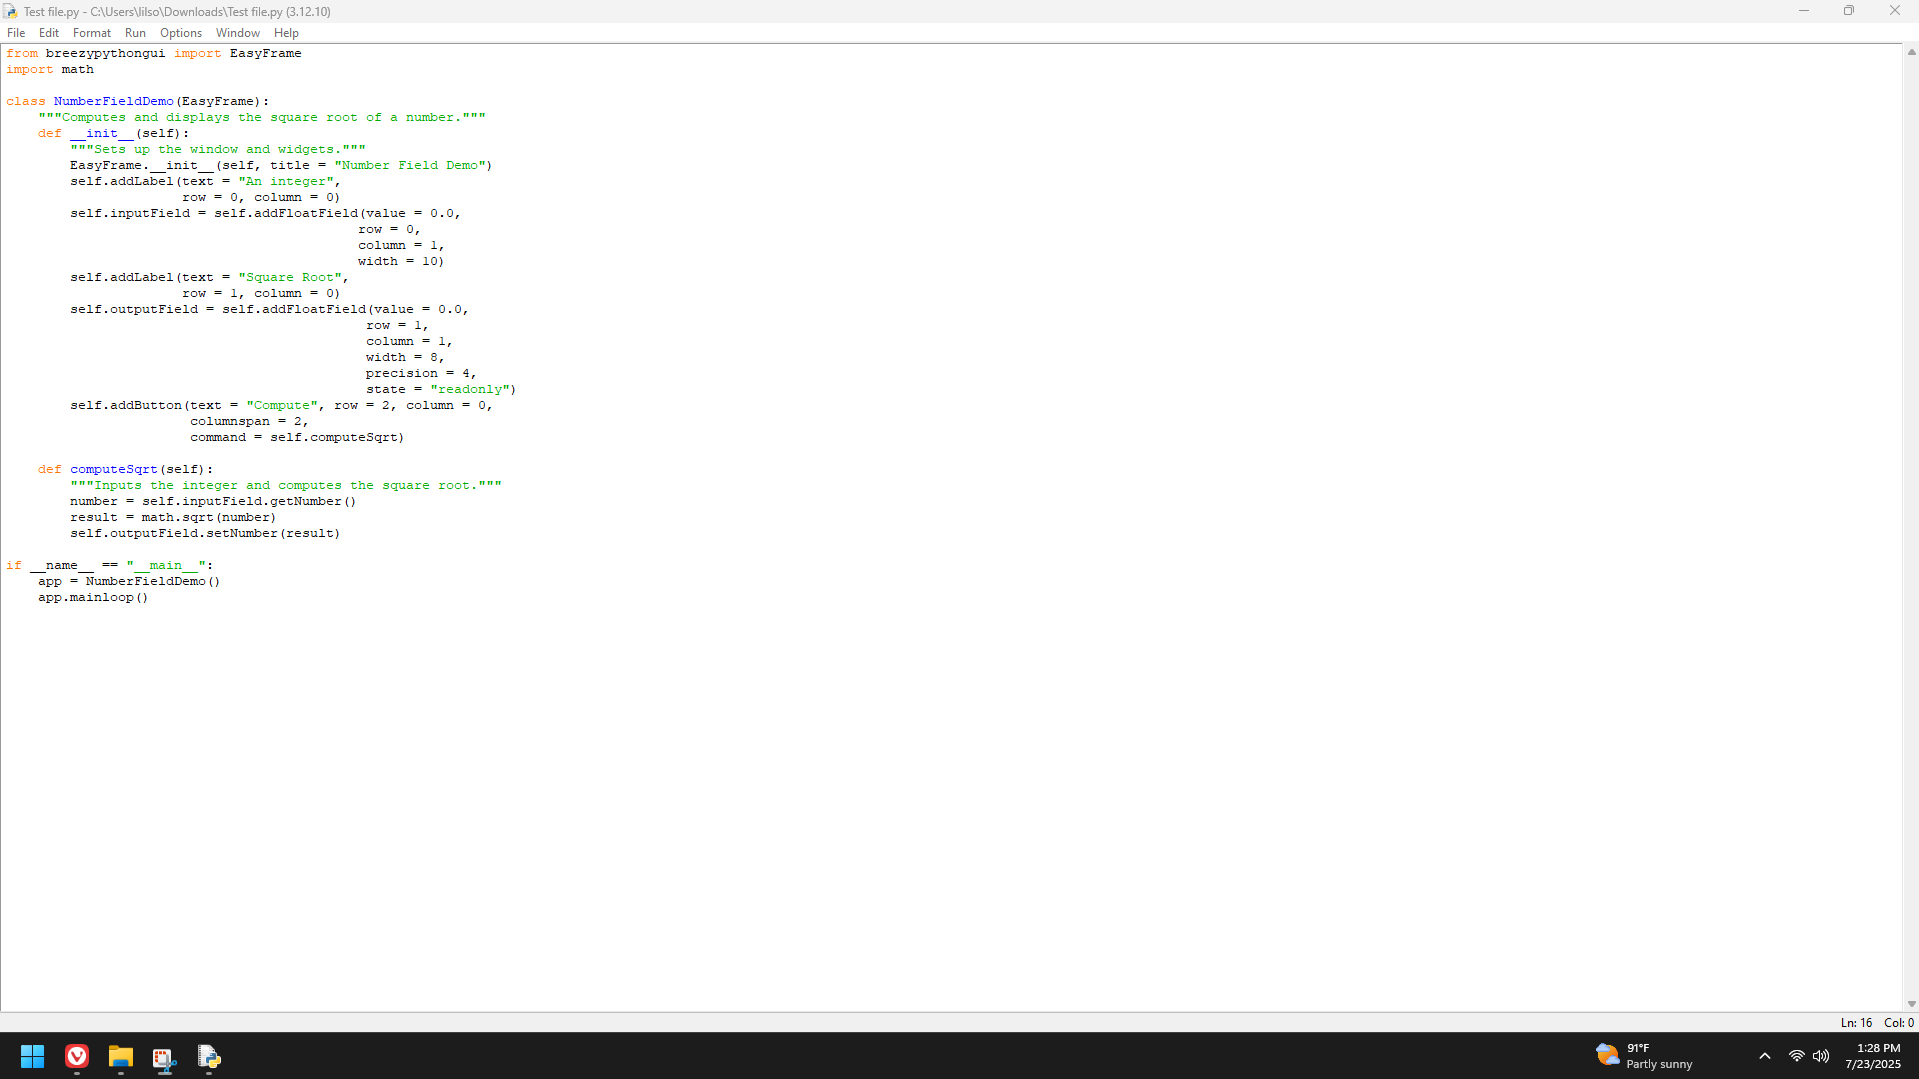 Test file.py - C:\Users\lilso\Downloads\Test file.py (3.12.10)
File Edit Format Run Options Window Help
from breezypythongui import EasyFrame
import math

class NumberFieldDemo(EasyFrame):
    """Computes and displays the square root of a number."""
    def __init__(self):
        """Sets up the window and widgets."""
        EasyFrame.__init__(self, title = "Number Field Demo")
        self.addLabel(text = "An integer",
                      row = 0, column = 0)
        self.inputField = self.addFloatField(value = 0.0,
                                            row = 0,
                                            column = 1,
                                            width = 10)
        self.addLabel(text = "Square Root",
                      row = 1, column = 0)
        self.outputField = self.addFloatField(value = 0.0,
                                             row = 1,
                                             column = 1,
                                             width = 8,
                                             precision = 4,
                                             state = "readonly")
        self.addButton(text = "Compute", row = 2, column = 0,
                       columnspan = 2,
                       command = self.computeSqrt)

    def computeSqrt(self):
        """Inputs the integer and computes the square root."""
        number = self.inputField.getNumber()
        result = math.sqrt(number)
        self.outputField.setNumber(result)

if __name__ == "__main__":
    app = NumberFieldDemo()
    app.mainloop()
Ln: 16 Col: 0
91°F
Partly sunny
1:28 PM
7/23/2025